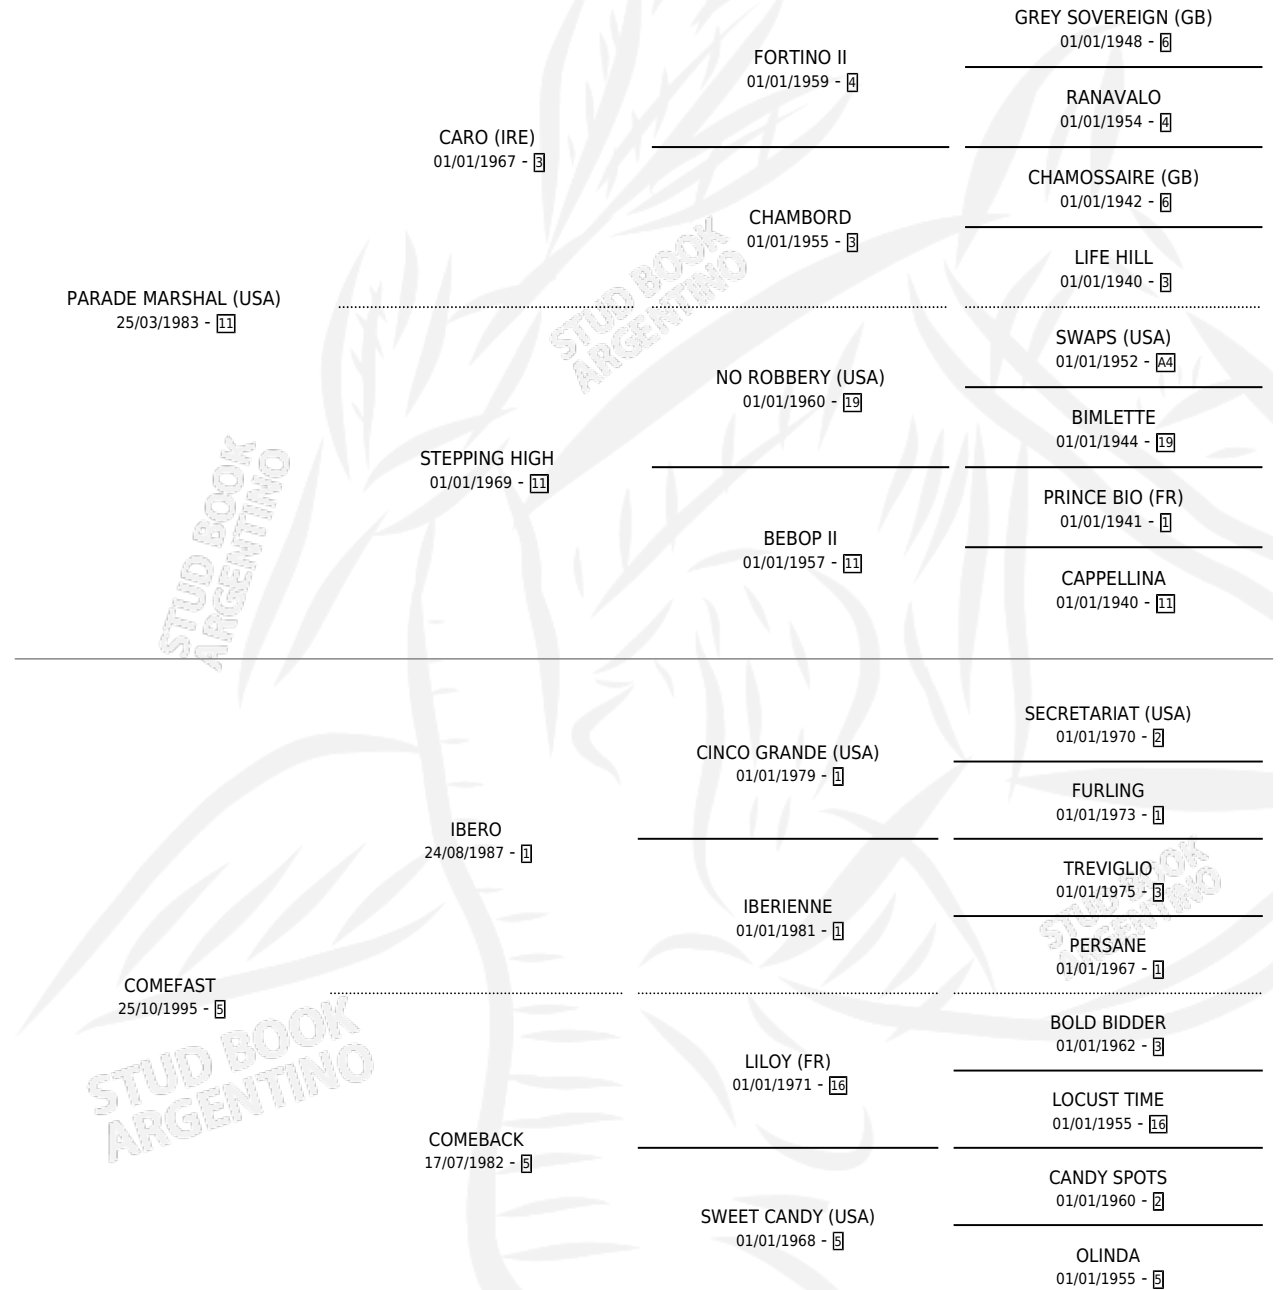 GREY SOVEREIGN (GB)
01/01/1948 - 6
FORTINO II
01/01/1959 - 4
RANAVALO
01/01/1954 - 4
CARO (IRE)
01/01/1967 - 3
CHAMOSSAIRE (GB)
01/01/1942 - 6
CHAMBORD
01/01/1955 - 3
LIFE HILL
01/01/1940 - 3
PARADE MARSHAL (USA)
25/03/1983 - 11
SWAPS (USA)
01/01/1952 - A4
NO ROBBERY (USA)
01/01/1960 - 19
BIMLETTE
01/01/1944 - 19
STEPPING HIGH
01/01/1969 - 11
PRINCE BIO (FR)
01/01/1941 - 1
BEBOP II
01/01/1957 - 11
CAPPELLINA
01/01/1940 - 11
SECRETARIAT (USA)
01/01/1970 - 2
CINCO GRANDE (USA)
01/01/1979 - 1
FURLING
01/01/1973 - 1
IBERO
24/08/1987 - 1
TREVIGLIO
01/01/1975 - 3
IBERIENNE
01/01/1981 - 1
PERSANE
01/01/1967 - 1
COMEFAST
25/10/1995 - 5
BOLD BIDDER
01/01/1962 - 3
LILOY (FR)
01/01/1971 - 16
LOCUST TIME
01/01/1955 - 16
COMEBACK
17/07/1982 - 5
CANDY SPOTS
01/01/1960 - 2
SWEET CANDY (USA)
01/01/1968 - 5
OLINDA
01/01/1955 - 5
STUD BOOK
ARGENTINO
STUD BOOK
ARGENTINO
STUD BOOK
ARGENTINO
STUD BOOK
ARGENTINO